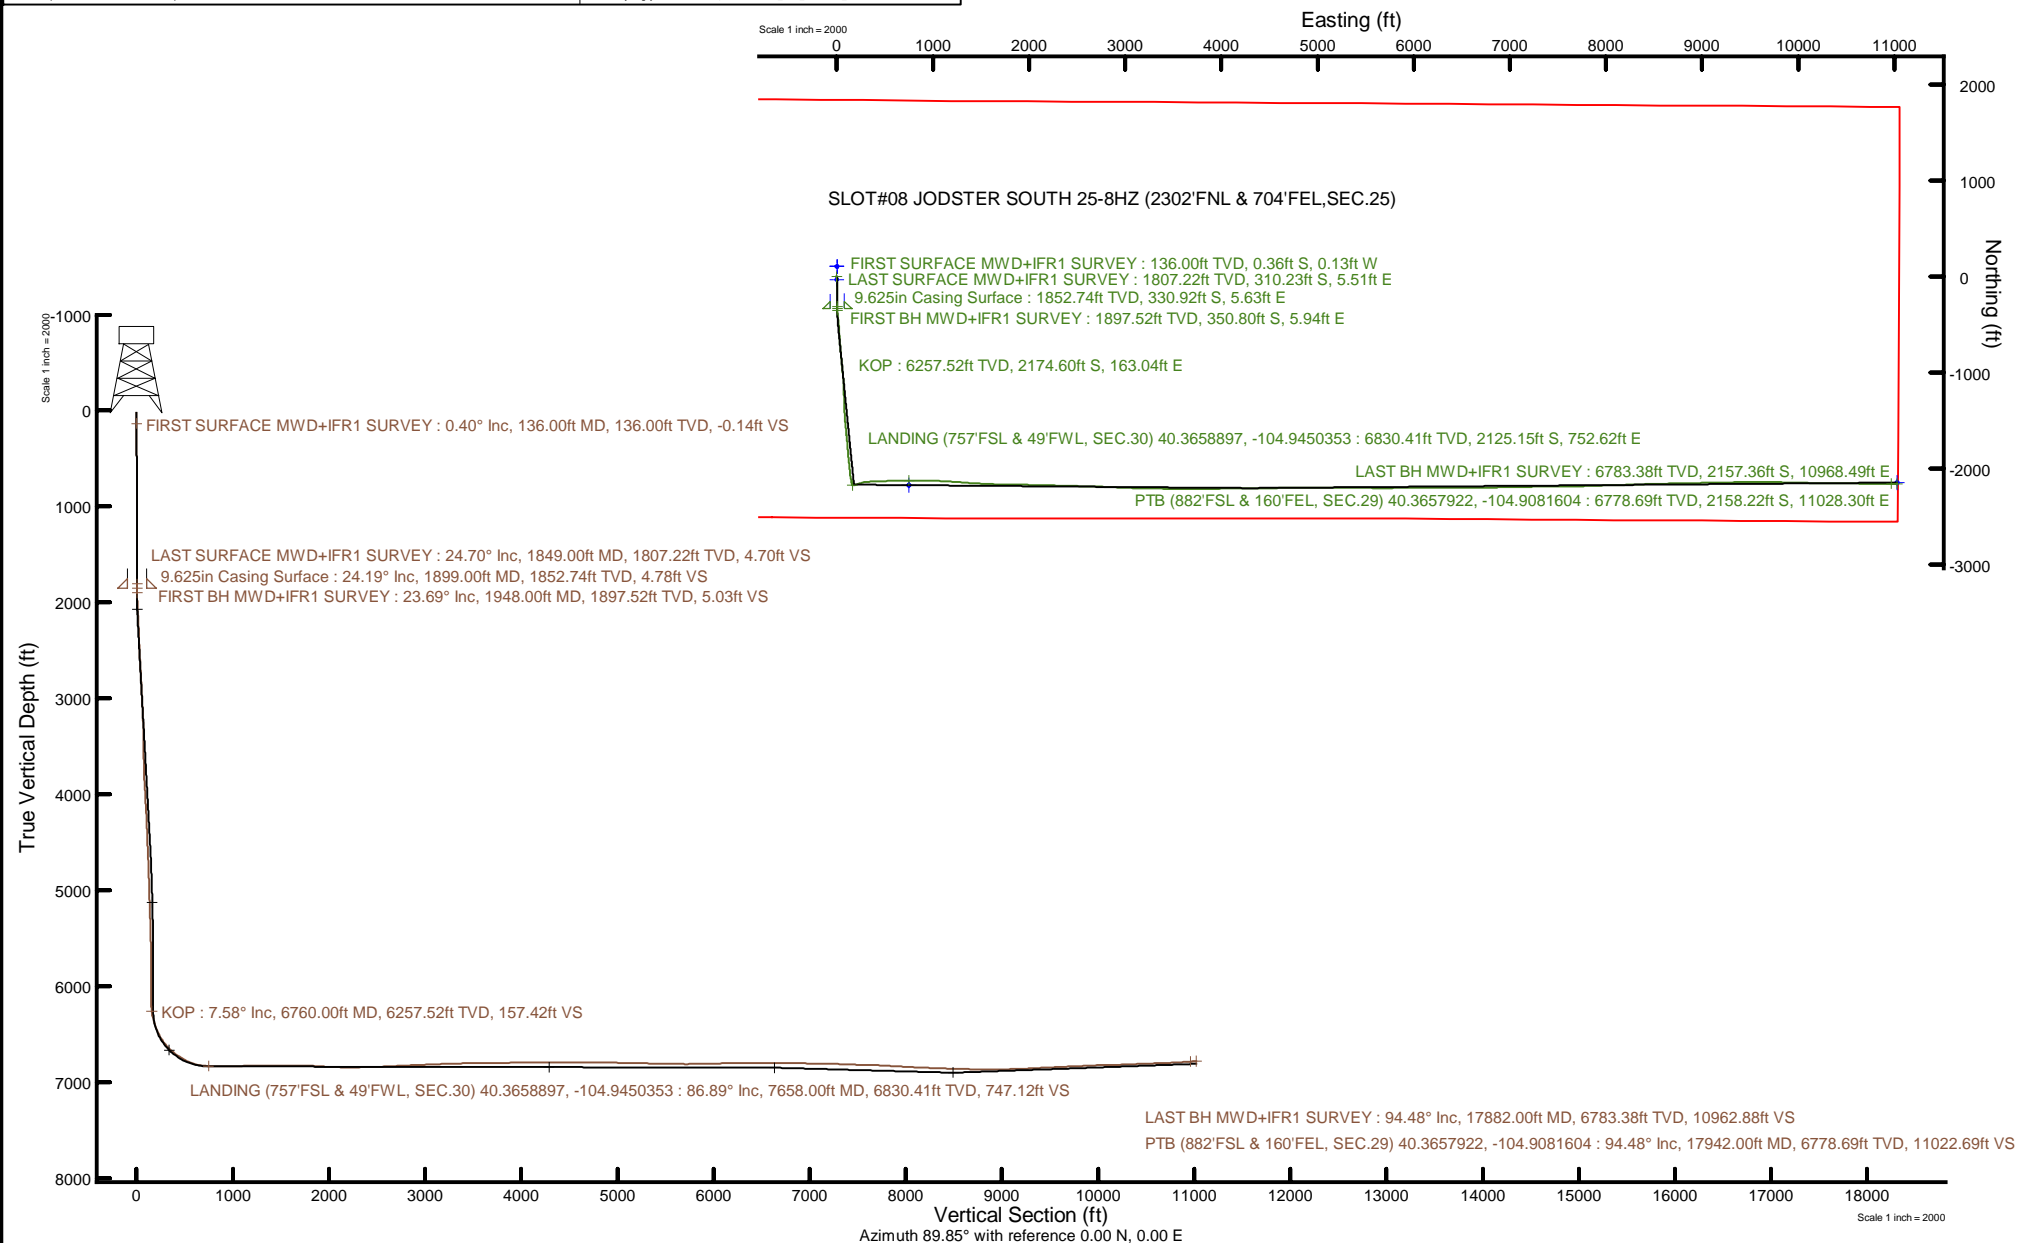 Easting (ft)
Scale 1 inch = 2000
0 1000 2000 3000 4000 5000 6000 7000 8000 9000 10000 11000
2000
1000
0
-1000
-2000
-3000
Northing (ft)
SLOT#08 JODSTER SOUTH 25-8HZ (2302'FNL & 704'FEL,SEC.25)
FIRST SURFACE MWD+IFR1 SURVEY : 136.00ft TVD, 0.36ft S, 0.13ft W
LAST SURFACE MWD+IFR1 SURVEY : 1807.22ft TVD, 310.23ft S, 5.51ft E
9.625in Casing Surface : 1852.74ft TVD, 330.92ft S, 5.63ft E
FIRST BH MWD+IFR1 SURVEY : 1897.52ft TVD, 350.80ft S, 5.94ft E
KOP : 6257.52ft TVD, 2174.60ft S, 163.04ft E
LANDING (757'FSL & 49'FWL, SEC.30) 40.3658897, -104.9450353 : 6830.41ft TVD, 2125.15ft S, 752.62ft E
LAST BH MWD+IFR1 SURVEY : 6783.38ft TVD, 2157.36ft S, 10968.49ft E
PTB (882'FSL & 160'FEL, SEC.29) 40.3657922, -104.9081604 : 6778.69ft TVD, 2158.22ft S, 11028.30ft E
Scale 1 inch = 2000
-1000
0
1000
2000
3000
4000
5000
6000
7000
8000
True Vertical Depth (ft)
FIRST SURFACE MWD+IFR1 SURVEY : 0.40° Inc, 136.00ft MD, 136.00ft TVD, -0.14ft VS
LAST SURFACE MWD+IFR1 SURVEY : 24.70° Inc, 1849.00ft MD, 1807.22ft TVD, 4.70ft VS
9.625in Casing Surface : 24.19° Inc, 1899.00ft MD, 1852.74ft TVD, 4.78ft VS
FIRST BH MWD+IFR1 SURVEY : 23.69° Inc, 1948.00ft MD, 1897.52ft TVD, 5.03ft VS
KOP : 7.58° Inc, 6760.00ft MD, 6257.52ft TVD, 157.42ft VS
LANDING (757'FSL & 49'FWL, SEC.30) 40.3658897, -104.9450353 : 86.89° Inc, 7658.00ft MD, 6830.41ft TVD, 747.12ft VS
LAST BH MWD+IFR1 SURVEY : 94.48° Inc, 17882.00ft MD, 6783.38ft TVD, 10962.88ft VS
PTB (882'FSL & 160'FEL, SEC.29) 40.3657922, -104.9081604 : 94.48° Inc, 17942.00ft MD, 6778.69ft TVD, 11022.69ft VS
0 1000 2000 3000 4000 5000 6000 7000 8000 9000 10000 11000 12000 13000 14000 15000 16000 17000 18000
Vertical Section (ft)
Scale 1 inch = 2000
Azimuth 89.85° with reference 0.00 N, 0.00 E